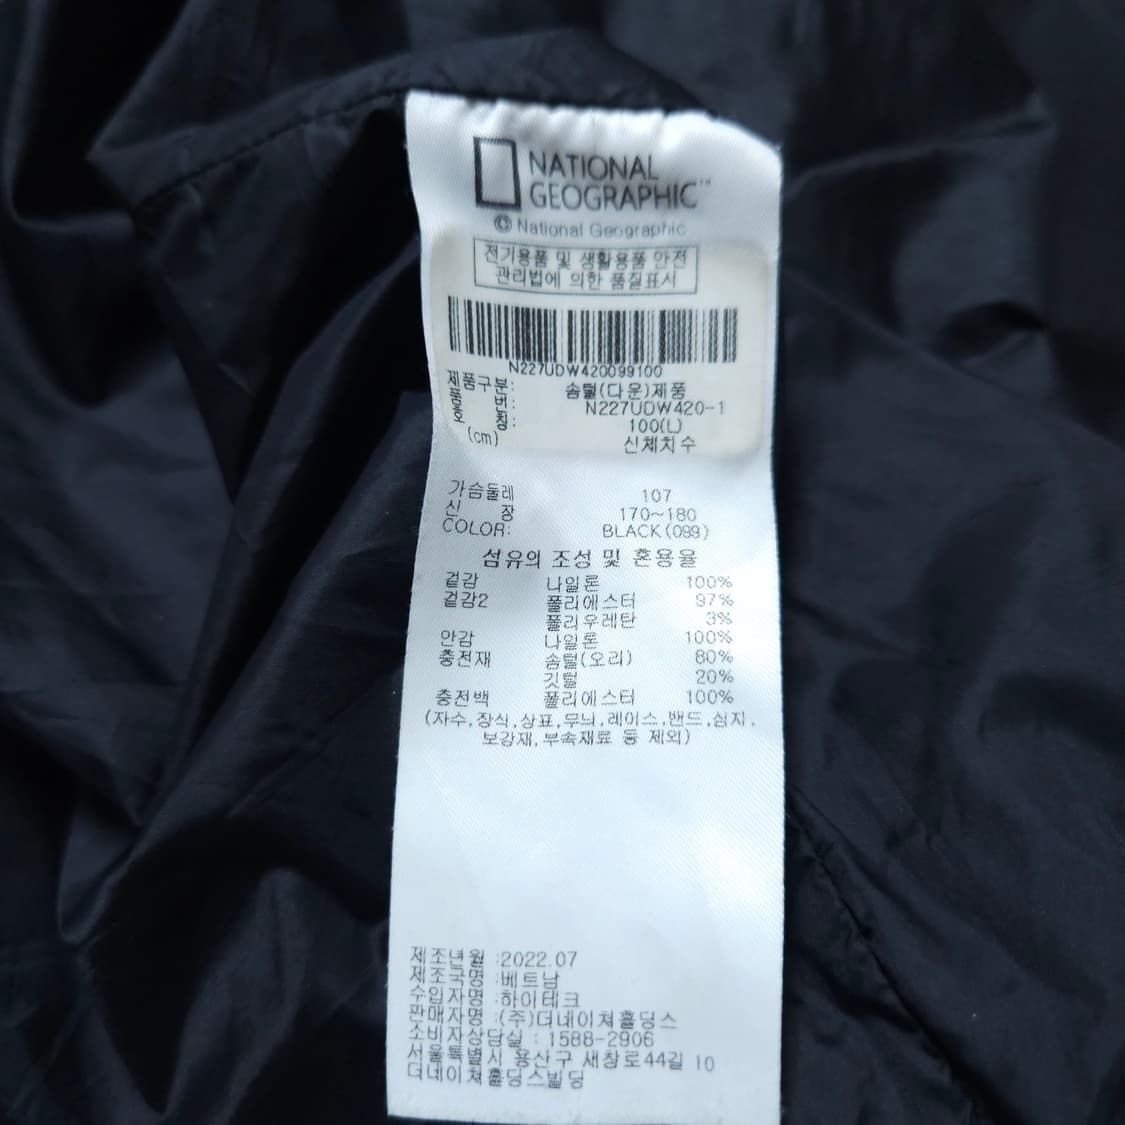 NATIONAL
GEOGRAPHIC™
© National Geographic
전기용품 및 생활용품 안전
관리법에 의한 품질표시
N227UDW420099100
제품구분: 솜털(다운)제품
품 번: N227UDW420-1
호 칭: 100(L)
(cm) 신체치수
가슴둘레 107
신 장 170~180
COLOR: BLACK(099)
섬유의 조성 및 혼용율
겉감 나일론 100%
겉감2 폴리에스터 97%
폴리우레탄 3%
안감 나일론 100%
충전재 솜털(오리) 80%
깃털 20%
충전백 폴리에스터 100%
(자수,장식,상표,무늬,레이스,밴드,심지,
보강재,부속재료 등 제외)
제조년월 :2022.07
제조국명 :베트남
수입자명 :하이테크
판매자명 :(주)더네이쳐홀딩스
소비자상담실 : 1588-2906
서울특별시 용산구 새창로44길 10
더네이쳐홀딩스빌딩